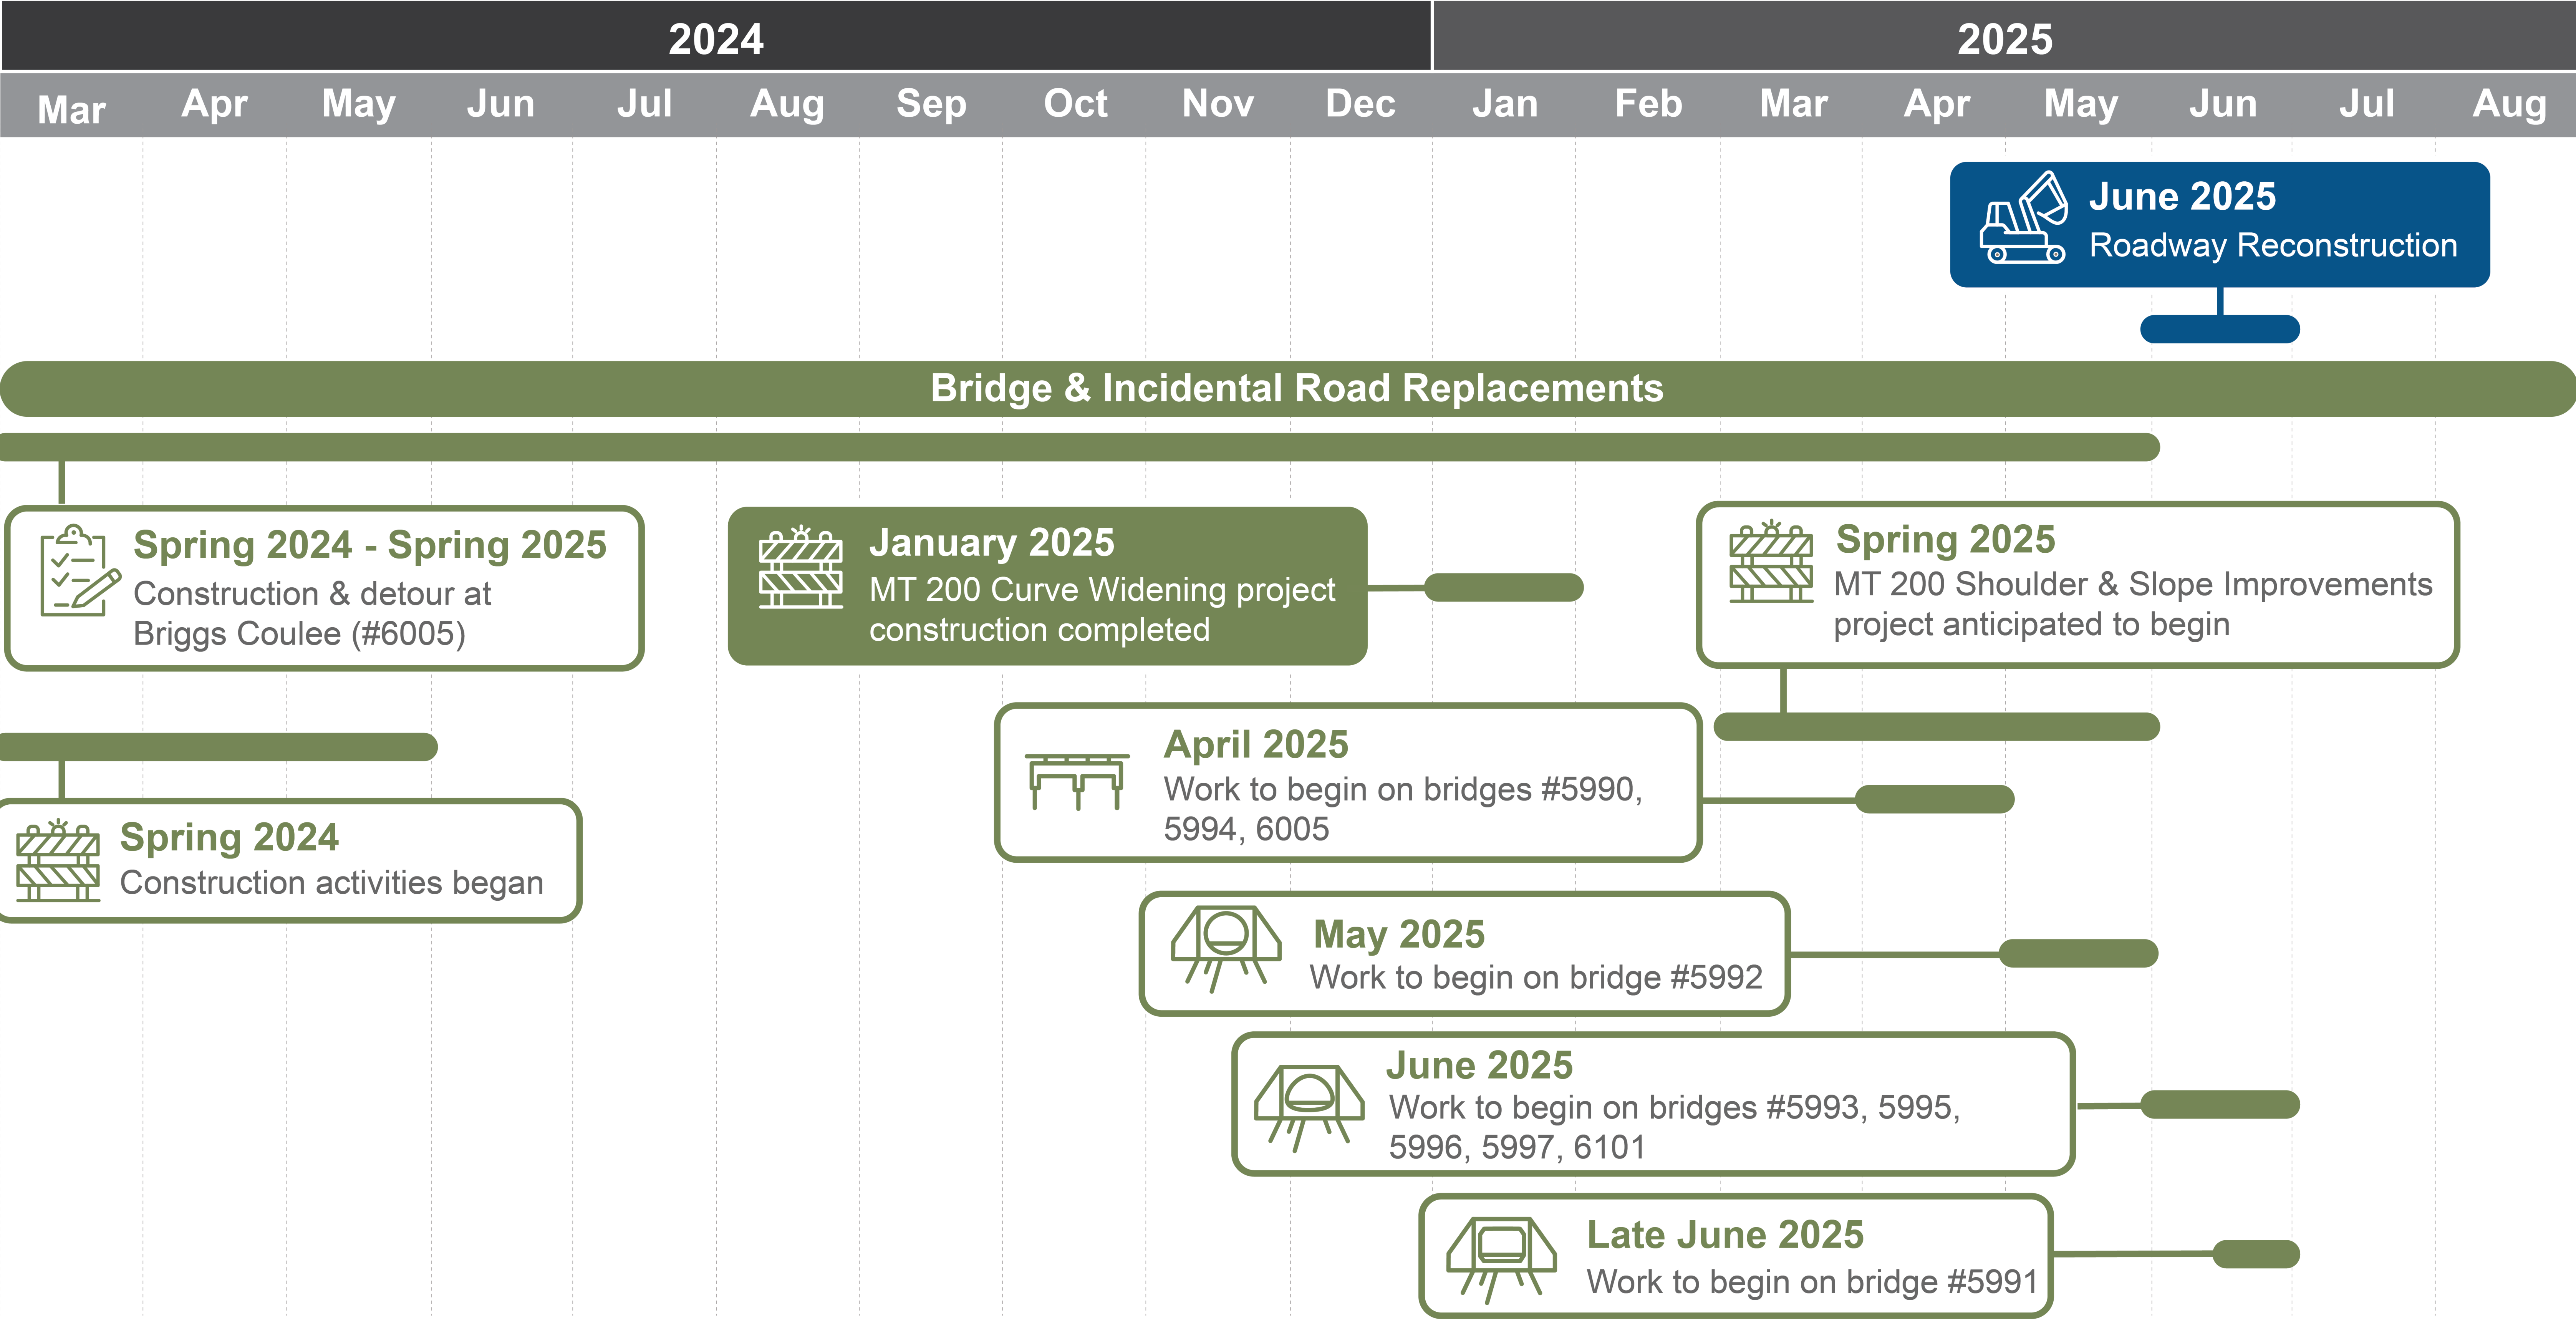 2024
2025
Mar Apr May Jun Jul Aug Sep Oct Nov Dec Jan Feb Mar Apr May Jun Jul Aug
June 2025
Roadway Reconstruction
Bridge & Incidental Road Replacements
Spring 2024 - Spring 2025
Construction & detour at
Briggs Coulee (#6005)
January 2025
MT 200 Curve Widening project
construction completed
Spring 2025
MT 200 Shoulder & Slope Improvements
project anticipated to begin
Spring 2024
Construction activities began
April 2025
Work to begin on bridges #5990,
5994, 6005
May 2025
Work to begin on bridge #5992
June 2025
Work to begin on bridges #5993, 5995,
5996, 5997, 6101
Late June 2025
Work to begin on bridge #5991